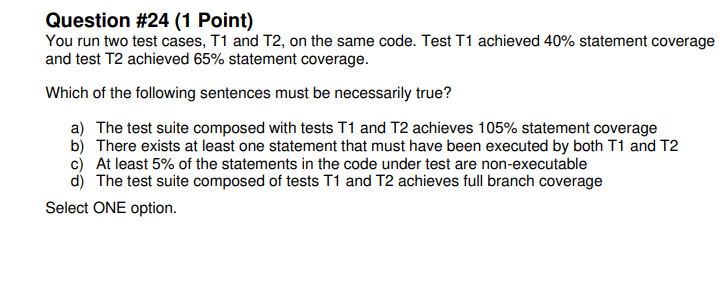 Question #24 (1 Point)
You run two test cases, T1 and T2, on the same code. Test T1 achieved 40% statement coverage
and test T2 achieved 65% statement coverage.
Which of the following sentences must be necessarily true?
a) The test suite composed with tests T1 and T2 achieves 105% statement coverage
b) There exists at least one statement that must have been executed by both T1 and T2
c) At least 5% of the statements in the code under test are non-executable
d) The test suite composed of tests T1 and T2 achieves full branch coverage
Select ONE option.